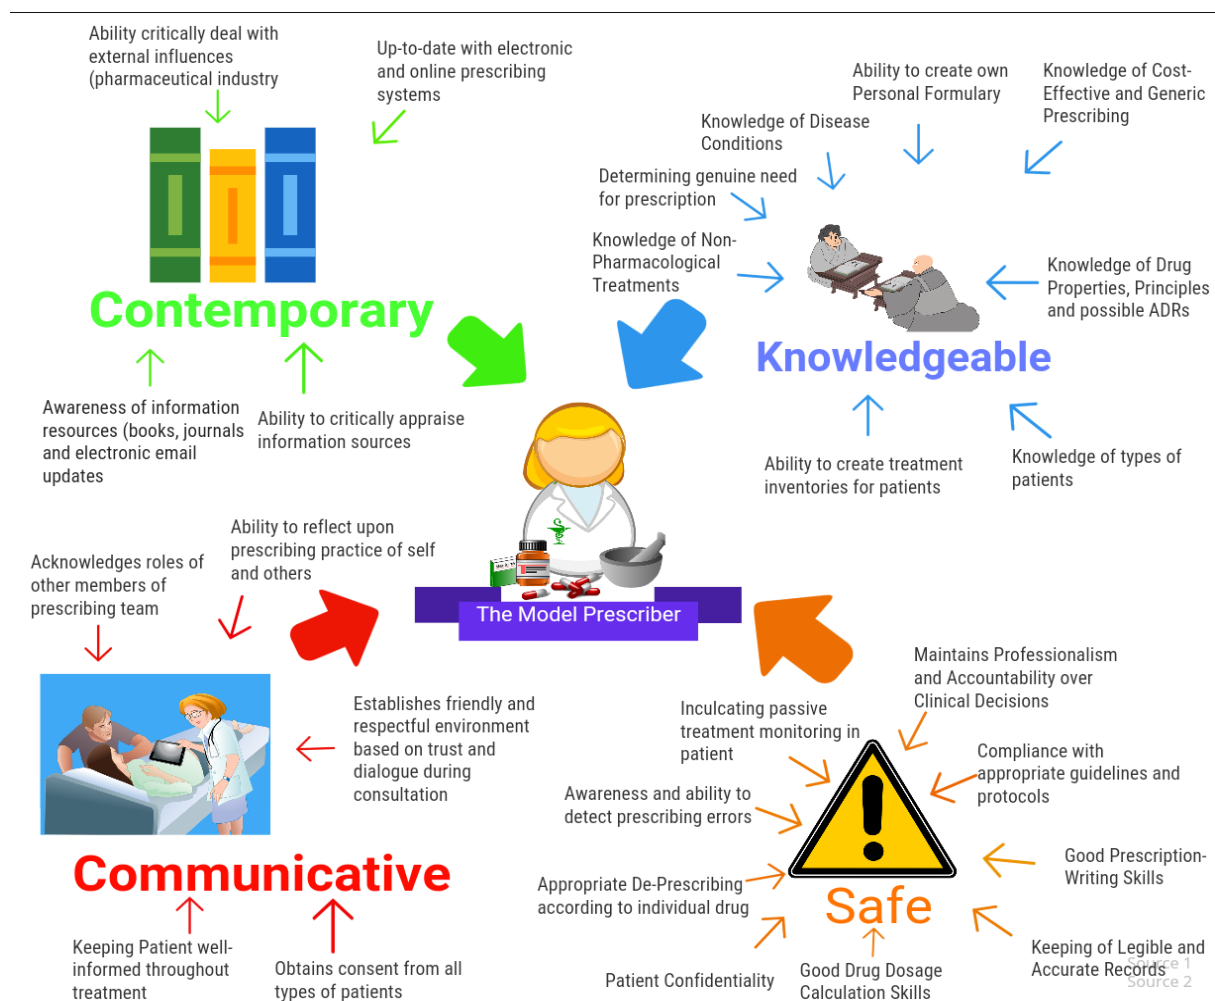 Ability critically deal with
external influences
(pharmaceutical industry
Up-to-date with electronic
and online prescribing
systems
Contemporary
Awareness of information
resources (books, journals
and electronic email
updates
Ability to critically appraise
information sources
Ability to create own
Personal Formulary
Knowledge of Cost-
Effective and Generic
Prescribing
Knowledge of Disease
Conditions
Determining genuine need
for prescription
Knowledge of Non-
Pharmacological
Treatments
Knowledge of Drug
Properties, Principles
and possible ADRs
Knowledgeable
Ability to create treatment
inventories for patients
Knowledge of types of
patients
The Model Prescriber
Ability to reflect upon
prescribing practice of self
and others
Acknowledges roles of
other members of
prescribing team
Establishes friendly and
respectful environment
based on trust and
dialogue during
consultation
Communicative
Keeping Patient well-
informed throughout
treatment
Obtains consent from all
types of patients
Maintains Professionalism
and Accountability over
Clinical Decisions
Inculcating passive
treatment monitoring in
patient
Compliance with
appropriate guidelines and
protocols
Awareness and ability to
detect prescribing errors
Good Prescription-
Writing Skills
Appropriate De-Prescribing
according to individual drug
Safe
Patient Confidentiality
Good Drug Dosage
Calculation Skills
Keeping of Legible and
Accurate Records
Source 1
Source 2